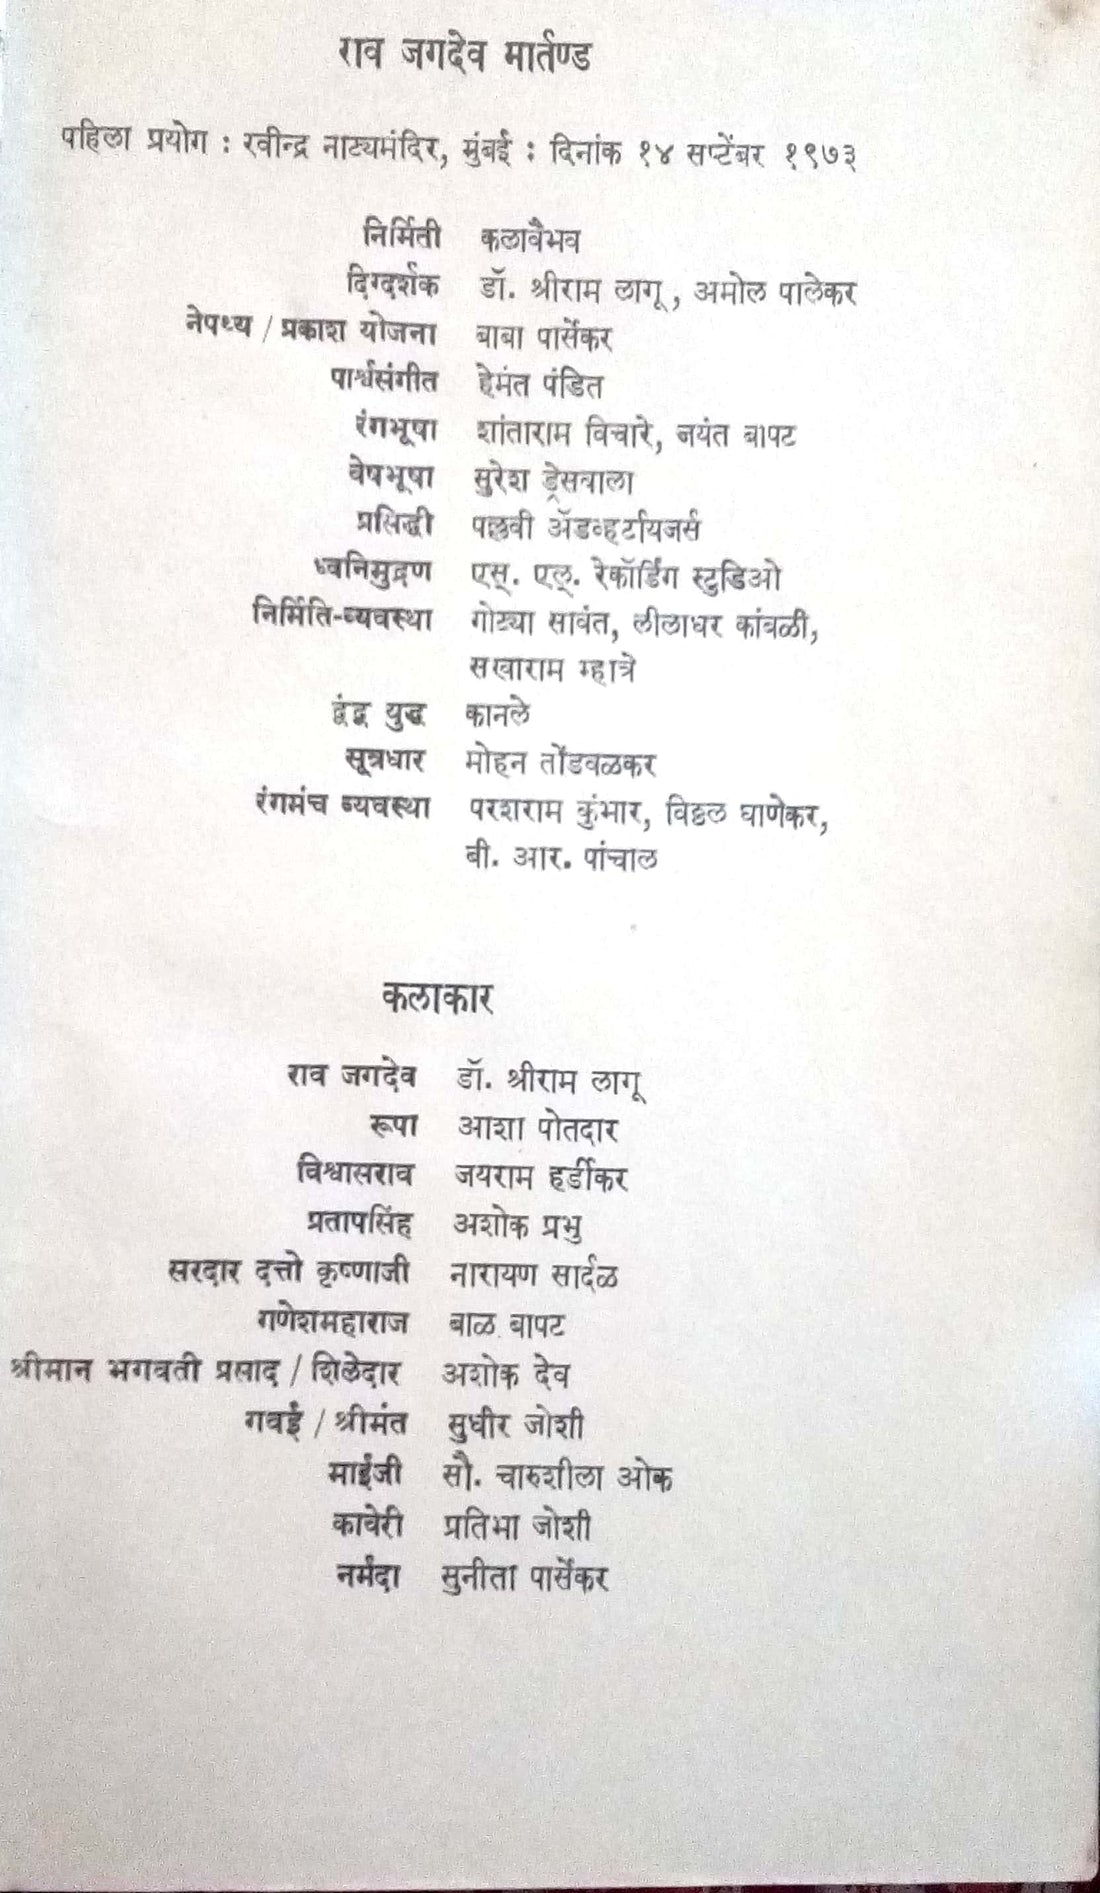 राव जगदेव मार्तण्ड
पहिला प्रयोग : रवीन्द्र नाट्यमंदिर, मुंबई : दिनांक १४ सप्टेंबर १९७३
निर्मिती कलावैभव
दिग्दर्शक डॉ. श्रीराम लागू , अमोल पालेकर
नेपथ्य / प्रकाश योजना बाबा पार्सेकर
पार्श्वसंगीत हेमंत पंडित
रंगभूषा शांताराम विचारे, जयंत बापट
वेषभूषा सुरेश ड्रेसवाला
प्रसिद्धी पल्लवी ॲडव्हर्टायजर्स
ध्वनिमुद्रण एस्. एल्. रेकॉर्डिंग स्टुडिओ
निर्मिति-व्यवस्था गोट्या सावंत, लीलाधर कांबळी,
सखाराम म्हात्रे
द्वंद्व युद्ध कानले
सूत्रधार मोहन तोंडवळकर
रंगमंच व्यवस्था परशराम कुंभार, विठ्ठल घाणेकर,
बी. आर. पांचाल
कलाकार
राव जगदेव डॉ. श्रीराम लागू
रूपा आशा पोतदार
विश्वासराव जयराम हर्डीकर
प्रतापसिंह अशोक प्रभु
सरदार दत्तो कृष्णाजी नारायण सार्दळ
गणेशमहाराज बाळ बापट
श्रीमान भगवती प्रसाद / शिलेदार अशोक देव
गवई / श्रीमंत सुधीर जोशी
माईजी सौ. चारुशीला ओक
कावेरी प्रतिभा जोशी
नर्मदा सुनीता पार्सेकर